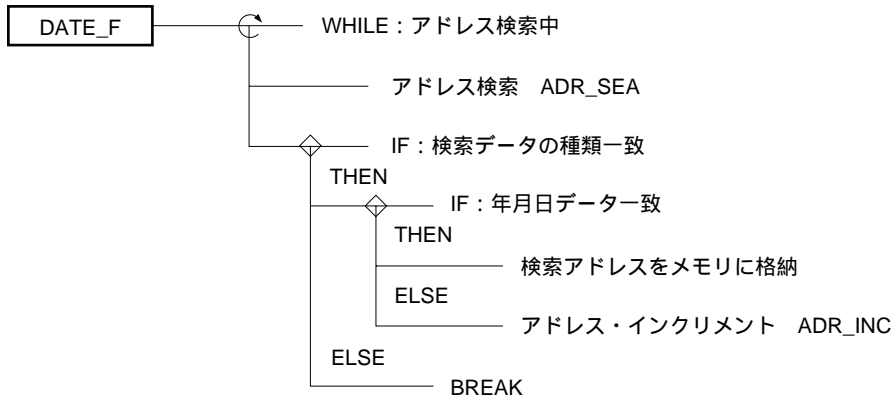 DATE_F
WHILE：アドレス検索中
アドレス検索　ADR_SEA
IF：検索データの種類一致
THEN
IF：年月日データ一致
THEN
検索アドレスをメモリに格納
ELSE
アドレス・インクリメント　ADR_INC
ELSE
BREAK